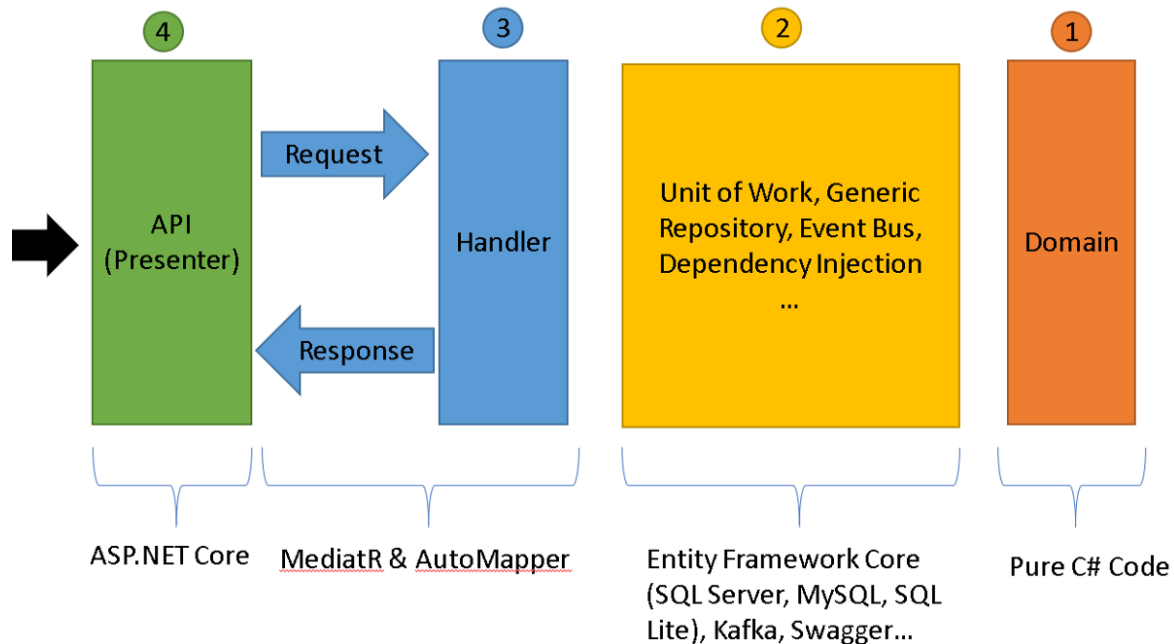 4
3
2
1
Request
API
(Presenter)
Handler
Response
Unit of Work, Generic
Repository, Event Bus,
Dependency Injection
...
Domain
ASP.NET Core
MediatR & AutoMapper
Entity Framework Core
(SQL Server, MySQL, SQL
Lite), Kafka, Swagger...
Pure C# Code